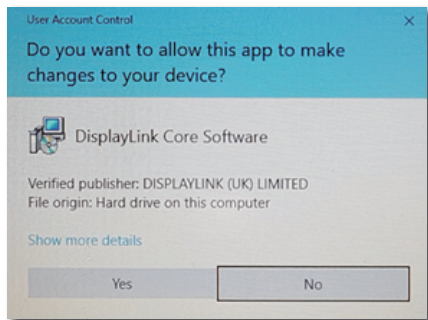 User Account Control
Do you want to allow this app to make
changes to your device?
DisplayLink Core Software
Verified publisher: DISPLAYLINK (UK) LIMITED
File origin: Hard drive on this computer
Show more details
Yes
No